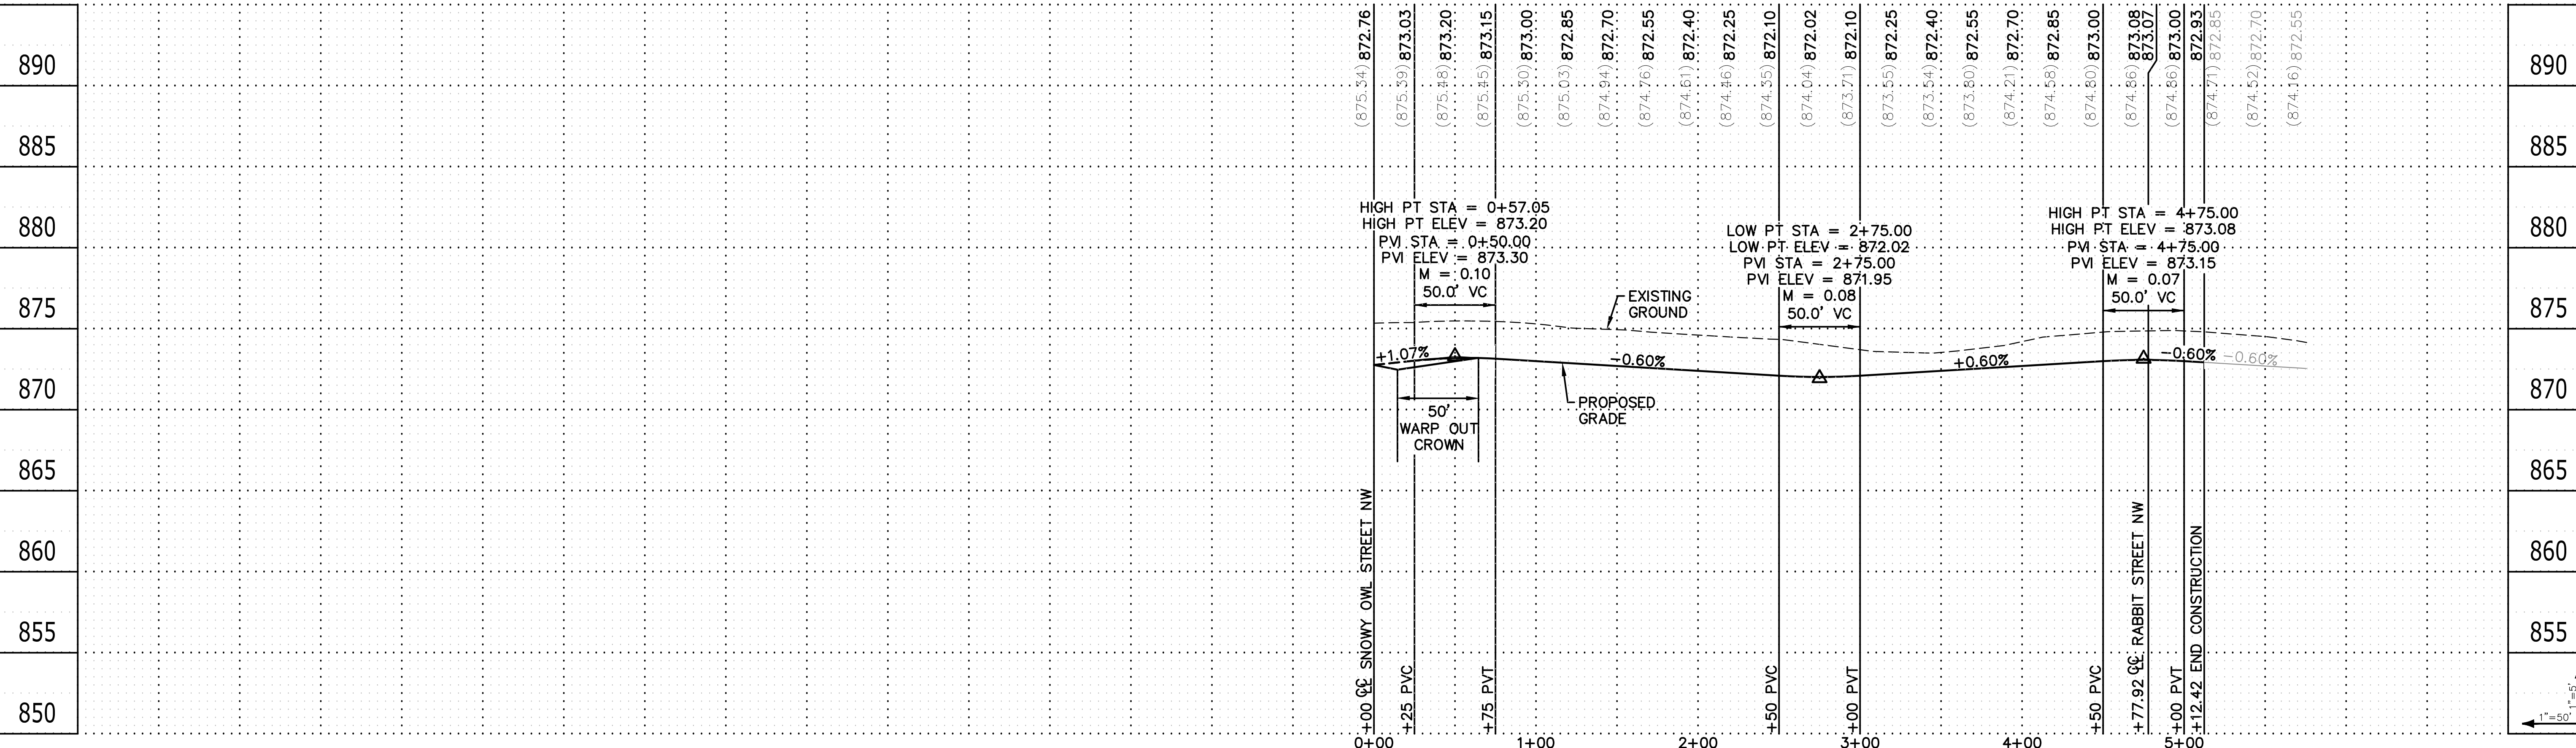 872.76
873.03
873.20
873.15
873.00
872.85
872.70
872.55
872.40
872.25
872.10
872.02
872.10
872.25
872.40
872.55
872.70
872.85
873.00
873.08
873.07
873.00
872.93
872.85
872.70
872.55
(875.34)
(875.39)
(875.48)
(875.45)
(875.30)
(875.03)
(874.94)
(874.76)
(874.61)
(874.46)
(874.35)
(874.04)
(873.71)
(873.55)
(873.54)
(873.80)
(874.21)
(874.58)
(874.80)
(874.86)
(874.86)
(874.71)
(874.52)
(874.16)
890
885
880
875
870
865
860
855
850
HIGH PT STA = 0+57.05
HIGH PT ELEV = 873.20
PVI STA = 0+50.00
PVI ELEV = 873.30
M = 0.10
50.0' VC
LOW PT STA = 2+75.00
LOW PT ELEV = 872.02
PVI STA = 2+75.00
PVI ELEV = 871.95
M = 0.08
50.0' VC
HIGH PT STA = 4+75.00
HIGH PT ELEV = 873.08
PVI STA = 4+75.00
PVI ELEV = 873.15
M = 0.07
50.0' VC
EXISTING
GROUND
+1.07%
-0.60%
+0.60%
-0.60%
-0.60%
PROPOSED
GRADE
50'
WARP OUT
CROWN
+00 CL SNOWY OWL STREET NW
+25 PVC
+75 PVT
+50 PVC
+00 PVT
+50 PVC
+77.92 CL RABBIT STREET NW
+00 PVT
+12.42 END CONSTRUCTION
0+00
1+00
2+00
3+00
4+00
5+00
890
885
880
875
870
865
860
855
1"=5'
1"=50'